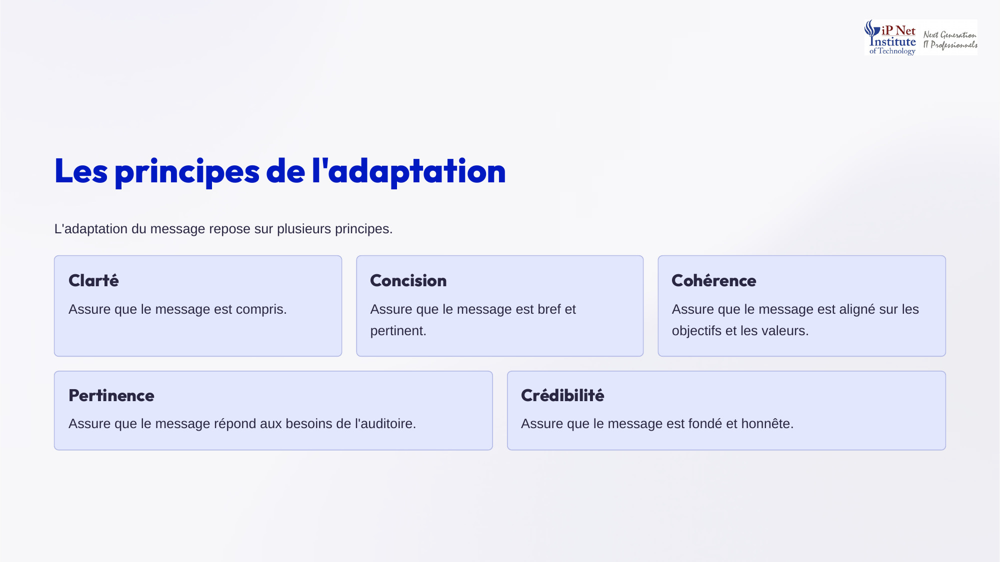 iP Net
Institute
of Technology
Next Generation
IT Professionnels
Les principes de l'adaptation
L'adaptation du message repose sur plusieurs principes.
Clarté
Assure que le message est compris.
Concision
Assure que le message est bref et
pertinent.
Cohérence
Assure que le message est aligné sur les
objectifs et les valeurs.
Pertinence
Assure que le message répond aux besoins de l'auditoire.
Crédibilité
Assure que le message est fondé et honnête.